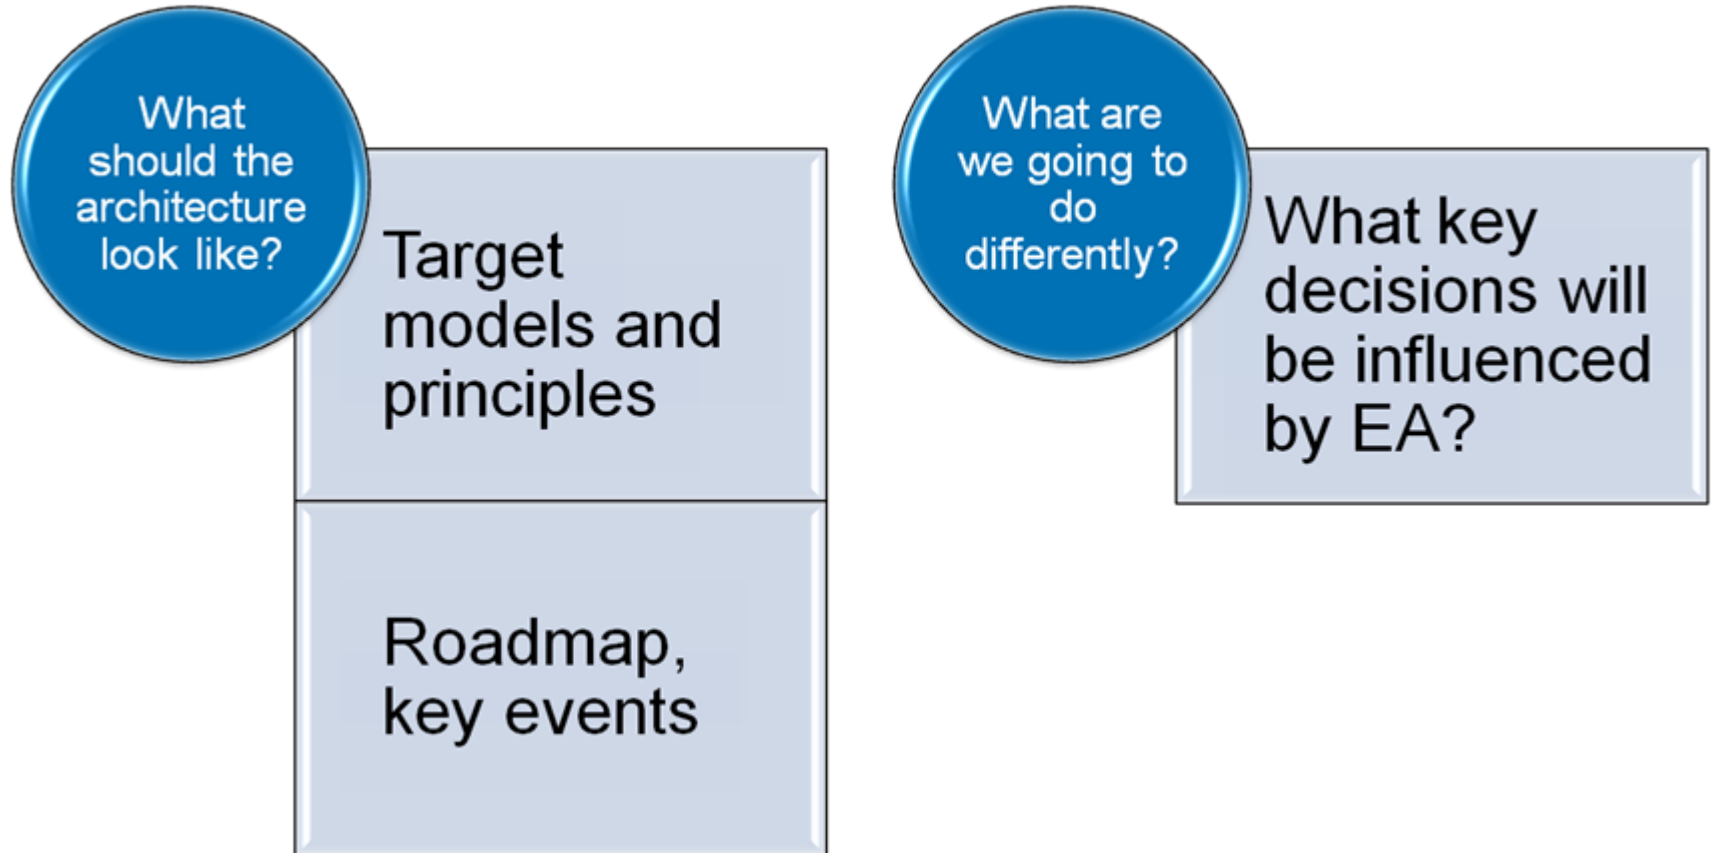 What
should the
architecture
look like?
Target
models and
principles
Roadmap,
key events
What are
we going to
do
differently?
What key
decisions will
be influenced
by EA?